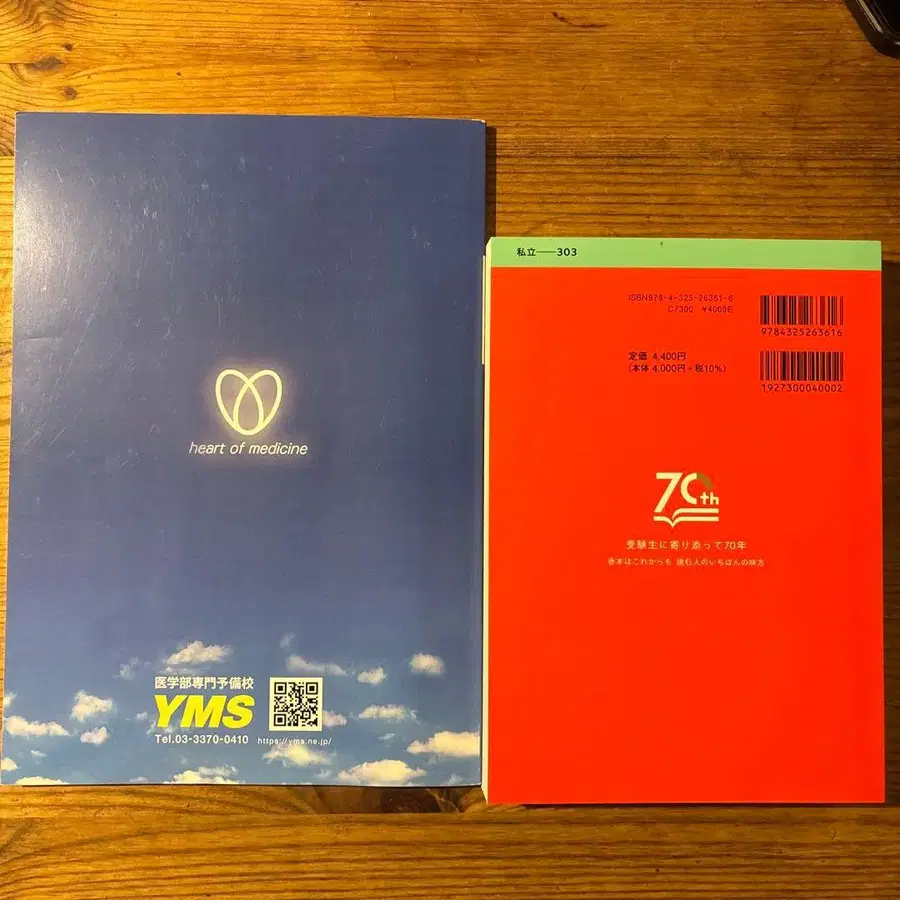 heart of medicine
医学部専門予備校
YMS
Tel.03-3370-0410 https://yms.ne.jp/
私立──303
ISBN978-4-325-26361-6
C7300 ¥4000E
9784325263616
定価 4,400円
(本体 4,000円+税10%)
1927300040002
70th
受験生に寄り添って70年
赤本はこれからも 読む人のいちばんの味方